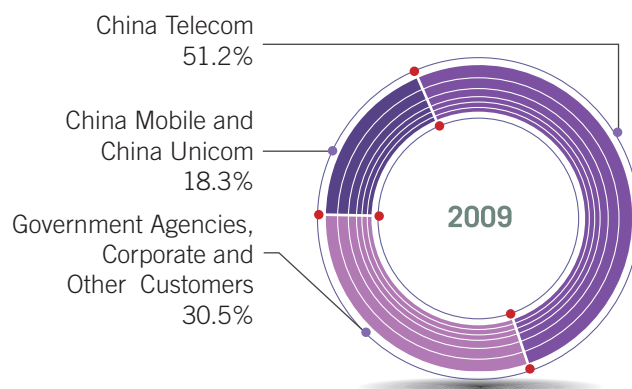 China Telecom
51.2%
China Mobile and
China Unicom
18.3%
Government Agencies,
Corporate and
Other Customers
30.5%
2009